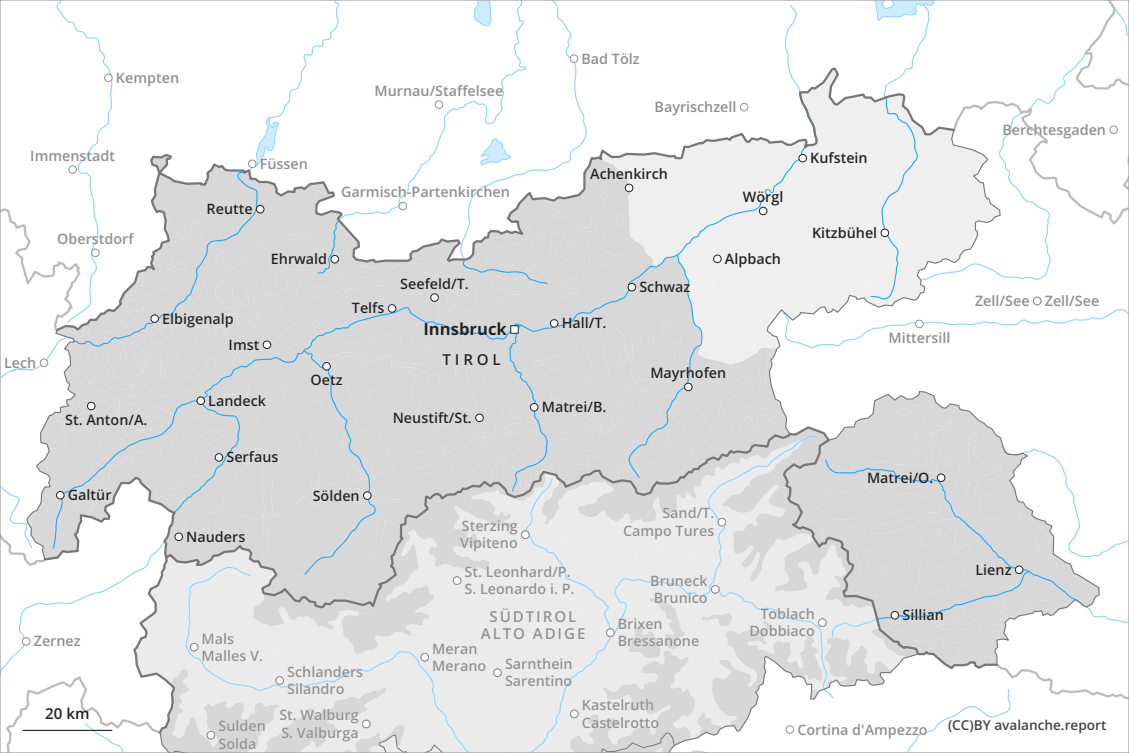 Kempten
Bad Tölz
Murnau/Staffelsee
Bayrischzell
Berchtesgaden
Immenstadt
Füssen
Kufstein
Achenkirch
Garmisch-Partenkirchen
Wörgl
Reutte
Kitzbühel
Oberstdorf
Ehrwald
Alpbach
Seefeld/T.
Schwaz
Zell/See
Zell/See
Telfs
Elbigenalp
Innsbruck
Hall/T.
Mittersill
Imst
TIROL
Lech
Oetz
Mayrhofen
Landeck
Matrei/B.
St. Anton/A.
Neustift/St.
Serfaus
Matrei/O.
Galtür
Sölden
Sand/T.
Campo Tures
Sterzing
Vipiteno
Nauders
Lienz
St. Leonhard/P.
S. Leonardo i. P.
Bruneck
Brunico
SÜDTIROL
ALTO ADIGE
Toblach
Dobbiaco
Sillian
Brixen
Bressanone
Zernez
Mals
Malles V.
Meran
Merano
Sarnthein
Sarentino
Schlanders
Silandro
Kastelruth
Castelrotto
20 km
St. Walburg
S. Valburga
Sulden
Solda
Cortina d'Ampezzo
(CC)BY avalanche.report